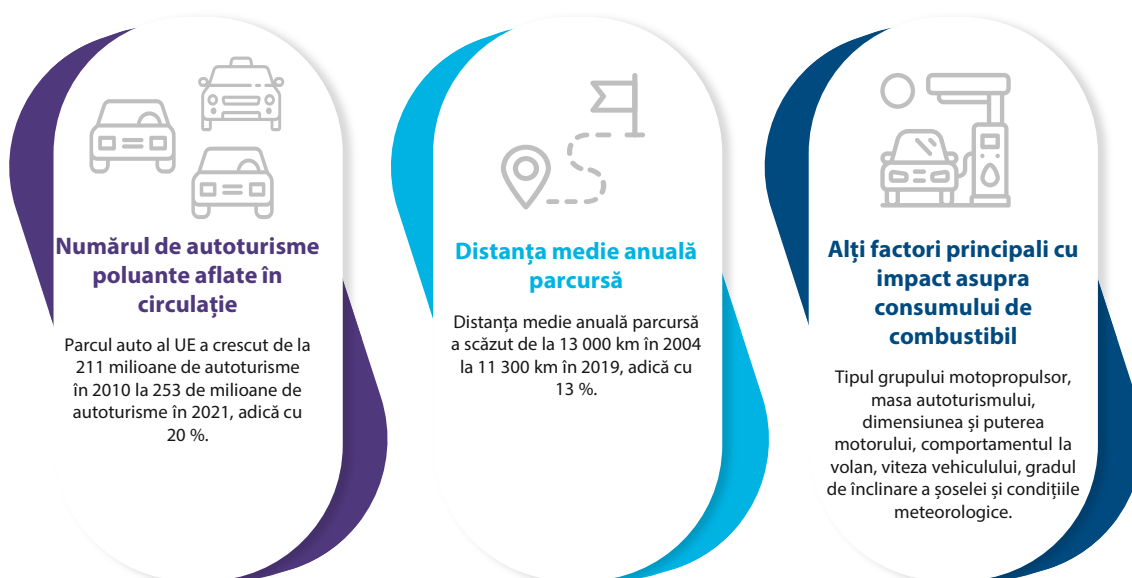 Numărul de autoturisme
poluante aflate în
circulație
Parcul auto al UE a crescut de la
211 milioane de autoturisme
în 2010 la 253 de milioane de
autoturisme în 2021, adică cu
20 %.
Distanța medie anuală
parcursă
Distanța medie anuală parcursă
a scăzut de la 13 000 km în 2004
la 11 300 km în 2019, adică cu
13 %.
Alți factori principali cu
impact asupra
consumului de
combustibil
Tipul grupului motopropulsor,
masa autoturismului,
dimensiunea și puterea
motorului, comportamentul la
volan, viteza vehiculului, gradul
de înclinare a șoselei și condițiile
meteorologice.